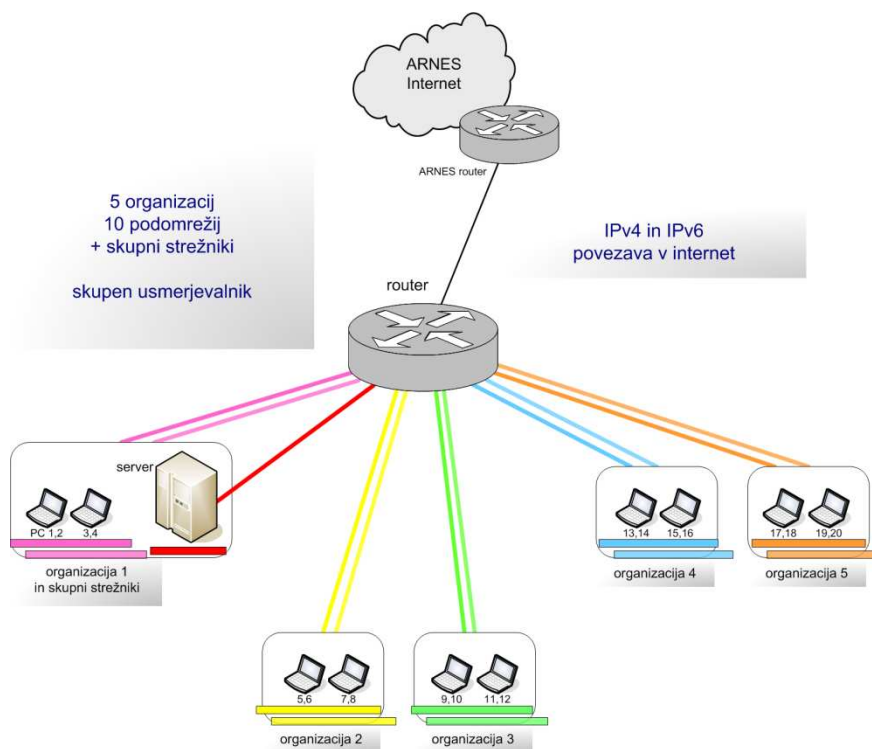 ARNES
Internet
ARNES router
5 organizacij
10 podomrežij
+ skupni strežniki
skupen usmerjevalnik
IPv4 in IPv6
povezava v internet
router
server
PC 1,2
3,4
organizacija 1
in skupni strežniki
13,14
15,16
organizacija 4
17,18
19,20
organizacija 5
5,6
7,8
organizacija 2
9,10
11,12
organizacija 3